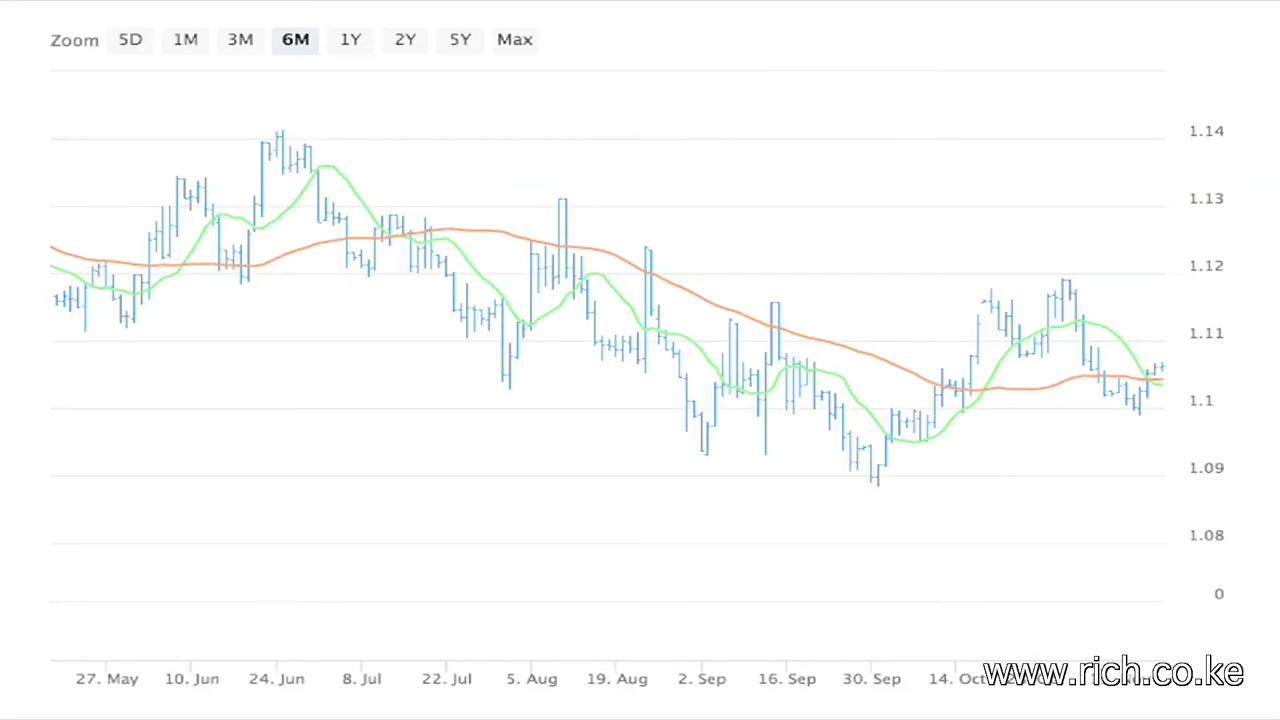 Zoom 5D 1M 3M 6M 1Y 2Y 5Y Max
1.14
1.13
1.12
1.11
1.1
1.09
1.08
0
27. May 10. Jun 24. Jun 8. Jul 22. Jul 5. Aug 19. Aug 2. Sep 16. Sep 30. Sep 14. Oct
www.rich.co.ke